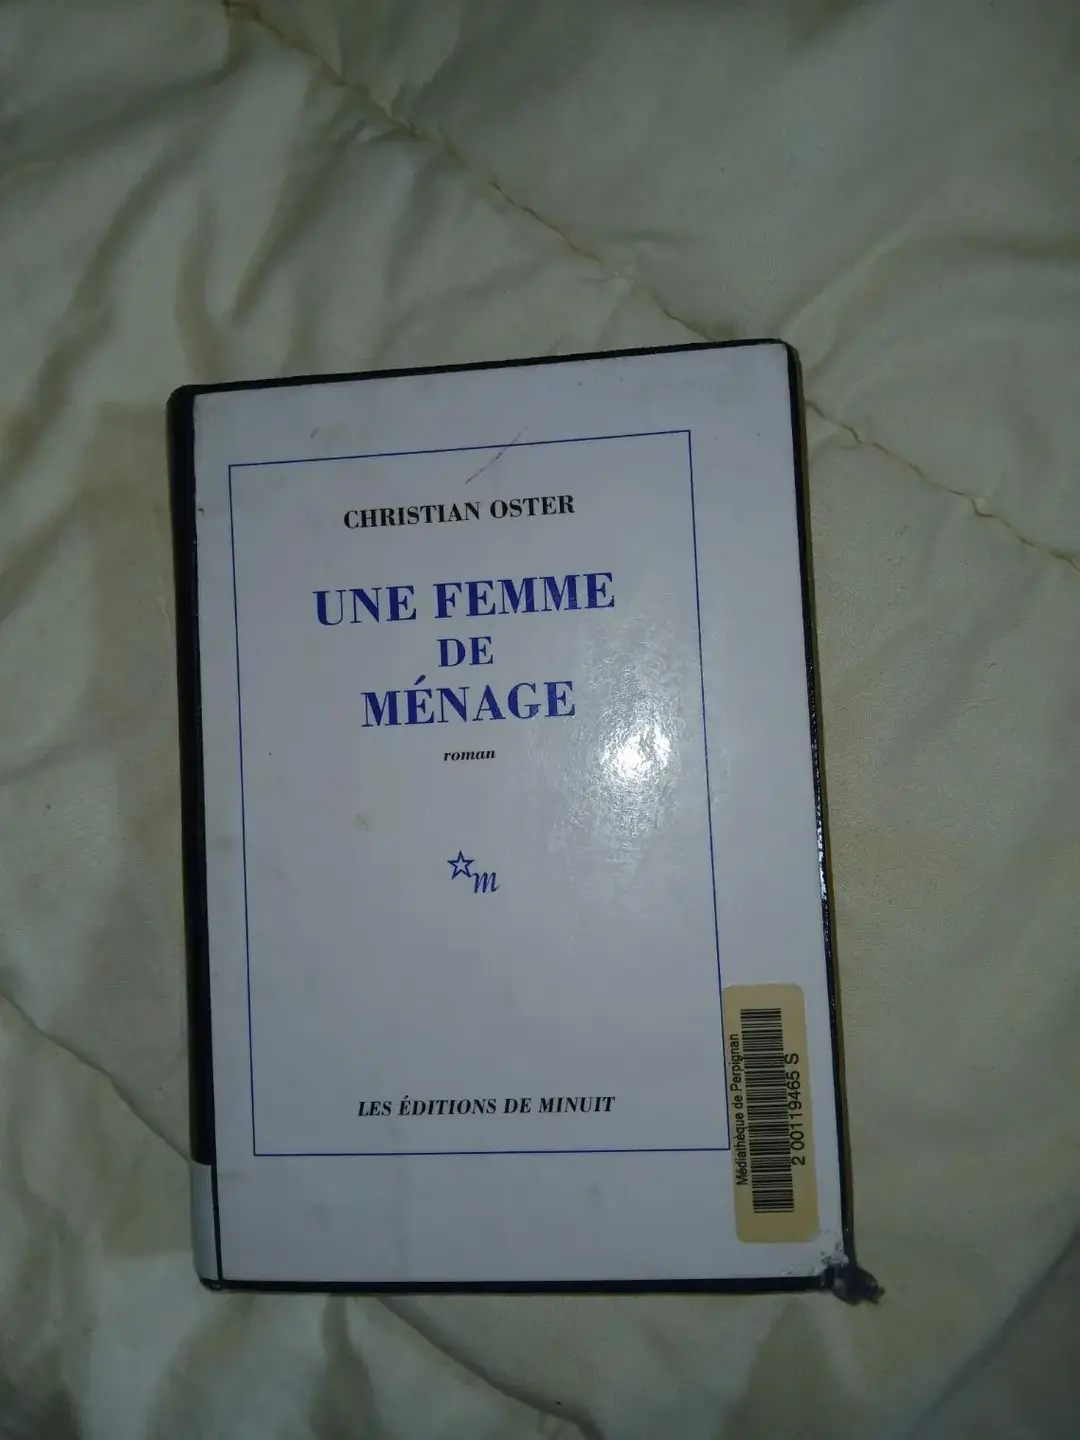 CHRISTIAN OSTER
UNE FEMME
DE
MÉNAGE
roman
m
LES ÉDITIONS DE MINUIT
Médiathèque de Perpignan
2 00119465 S